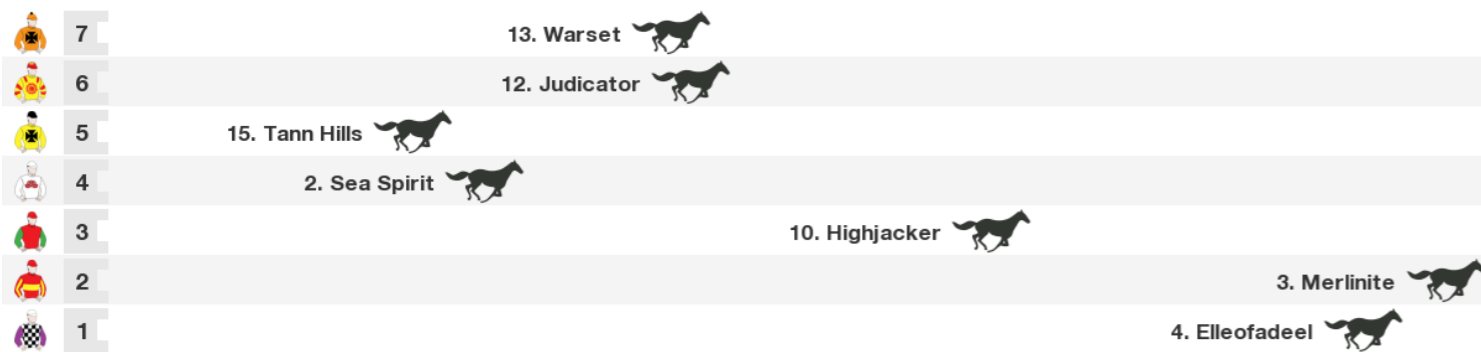 7 13. Warset
6 12. Judicator
5 15. Tann Hills
4 2. Sea Spirit
3 10. Highjacker
2 3. Merlinite
1 4. Elleofadeel